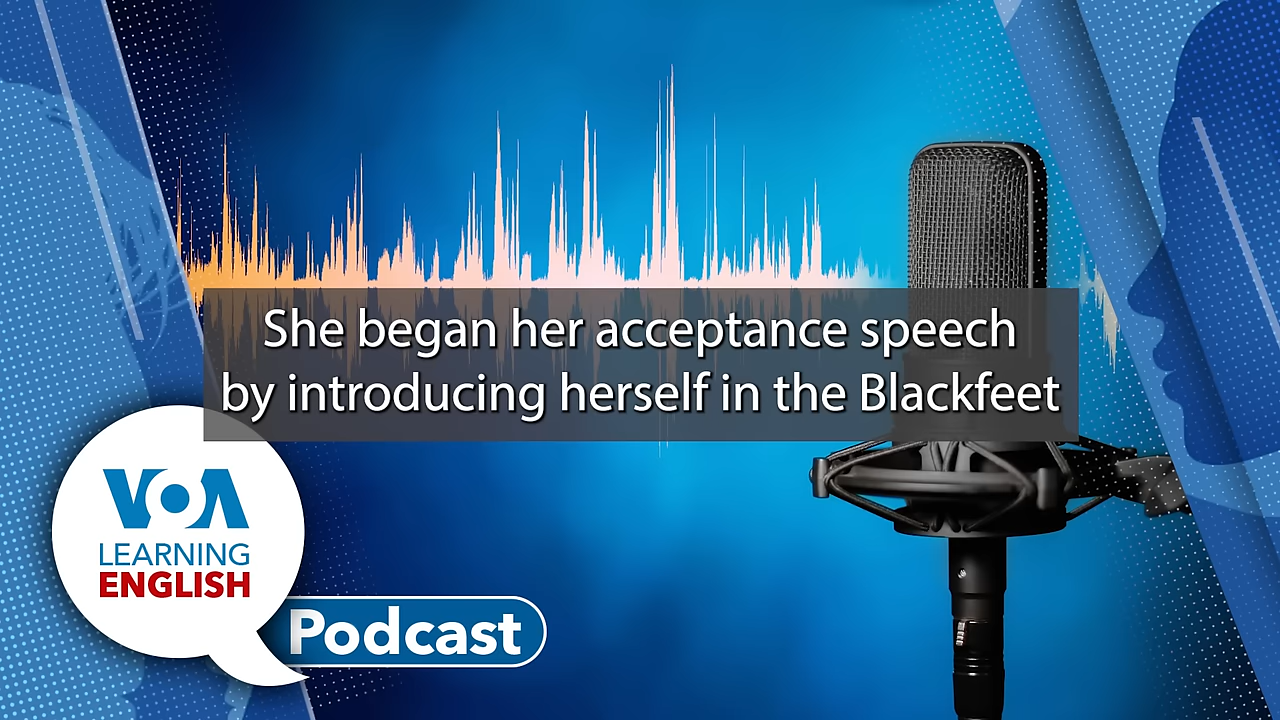 She began her acceptance speech
by introducing herself in the Blackfeet
VOA
LEARNING
ENGLISH
Podcast